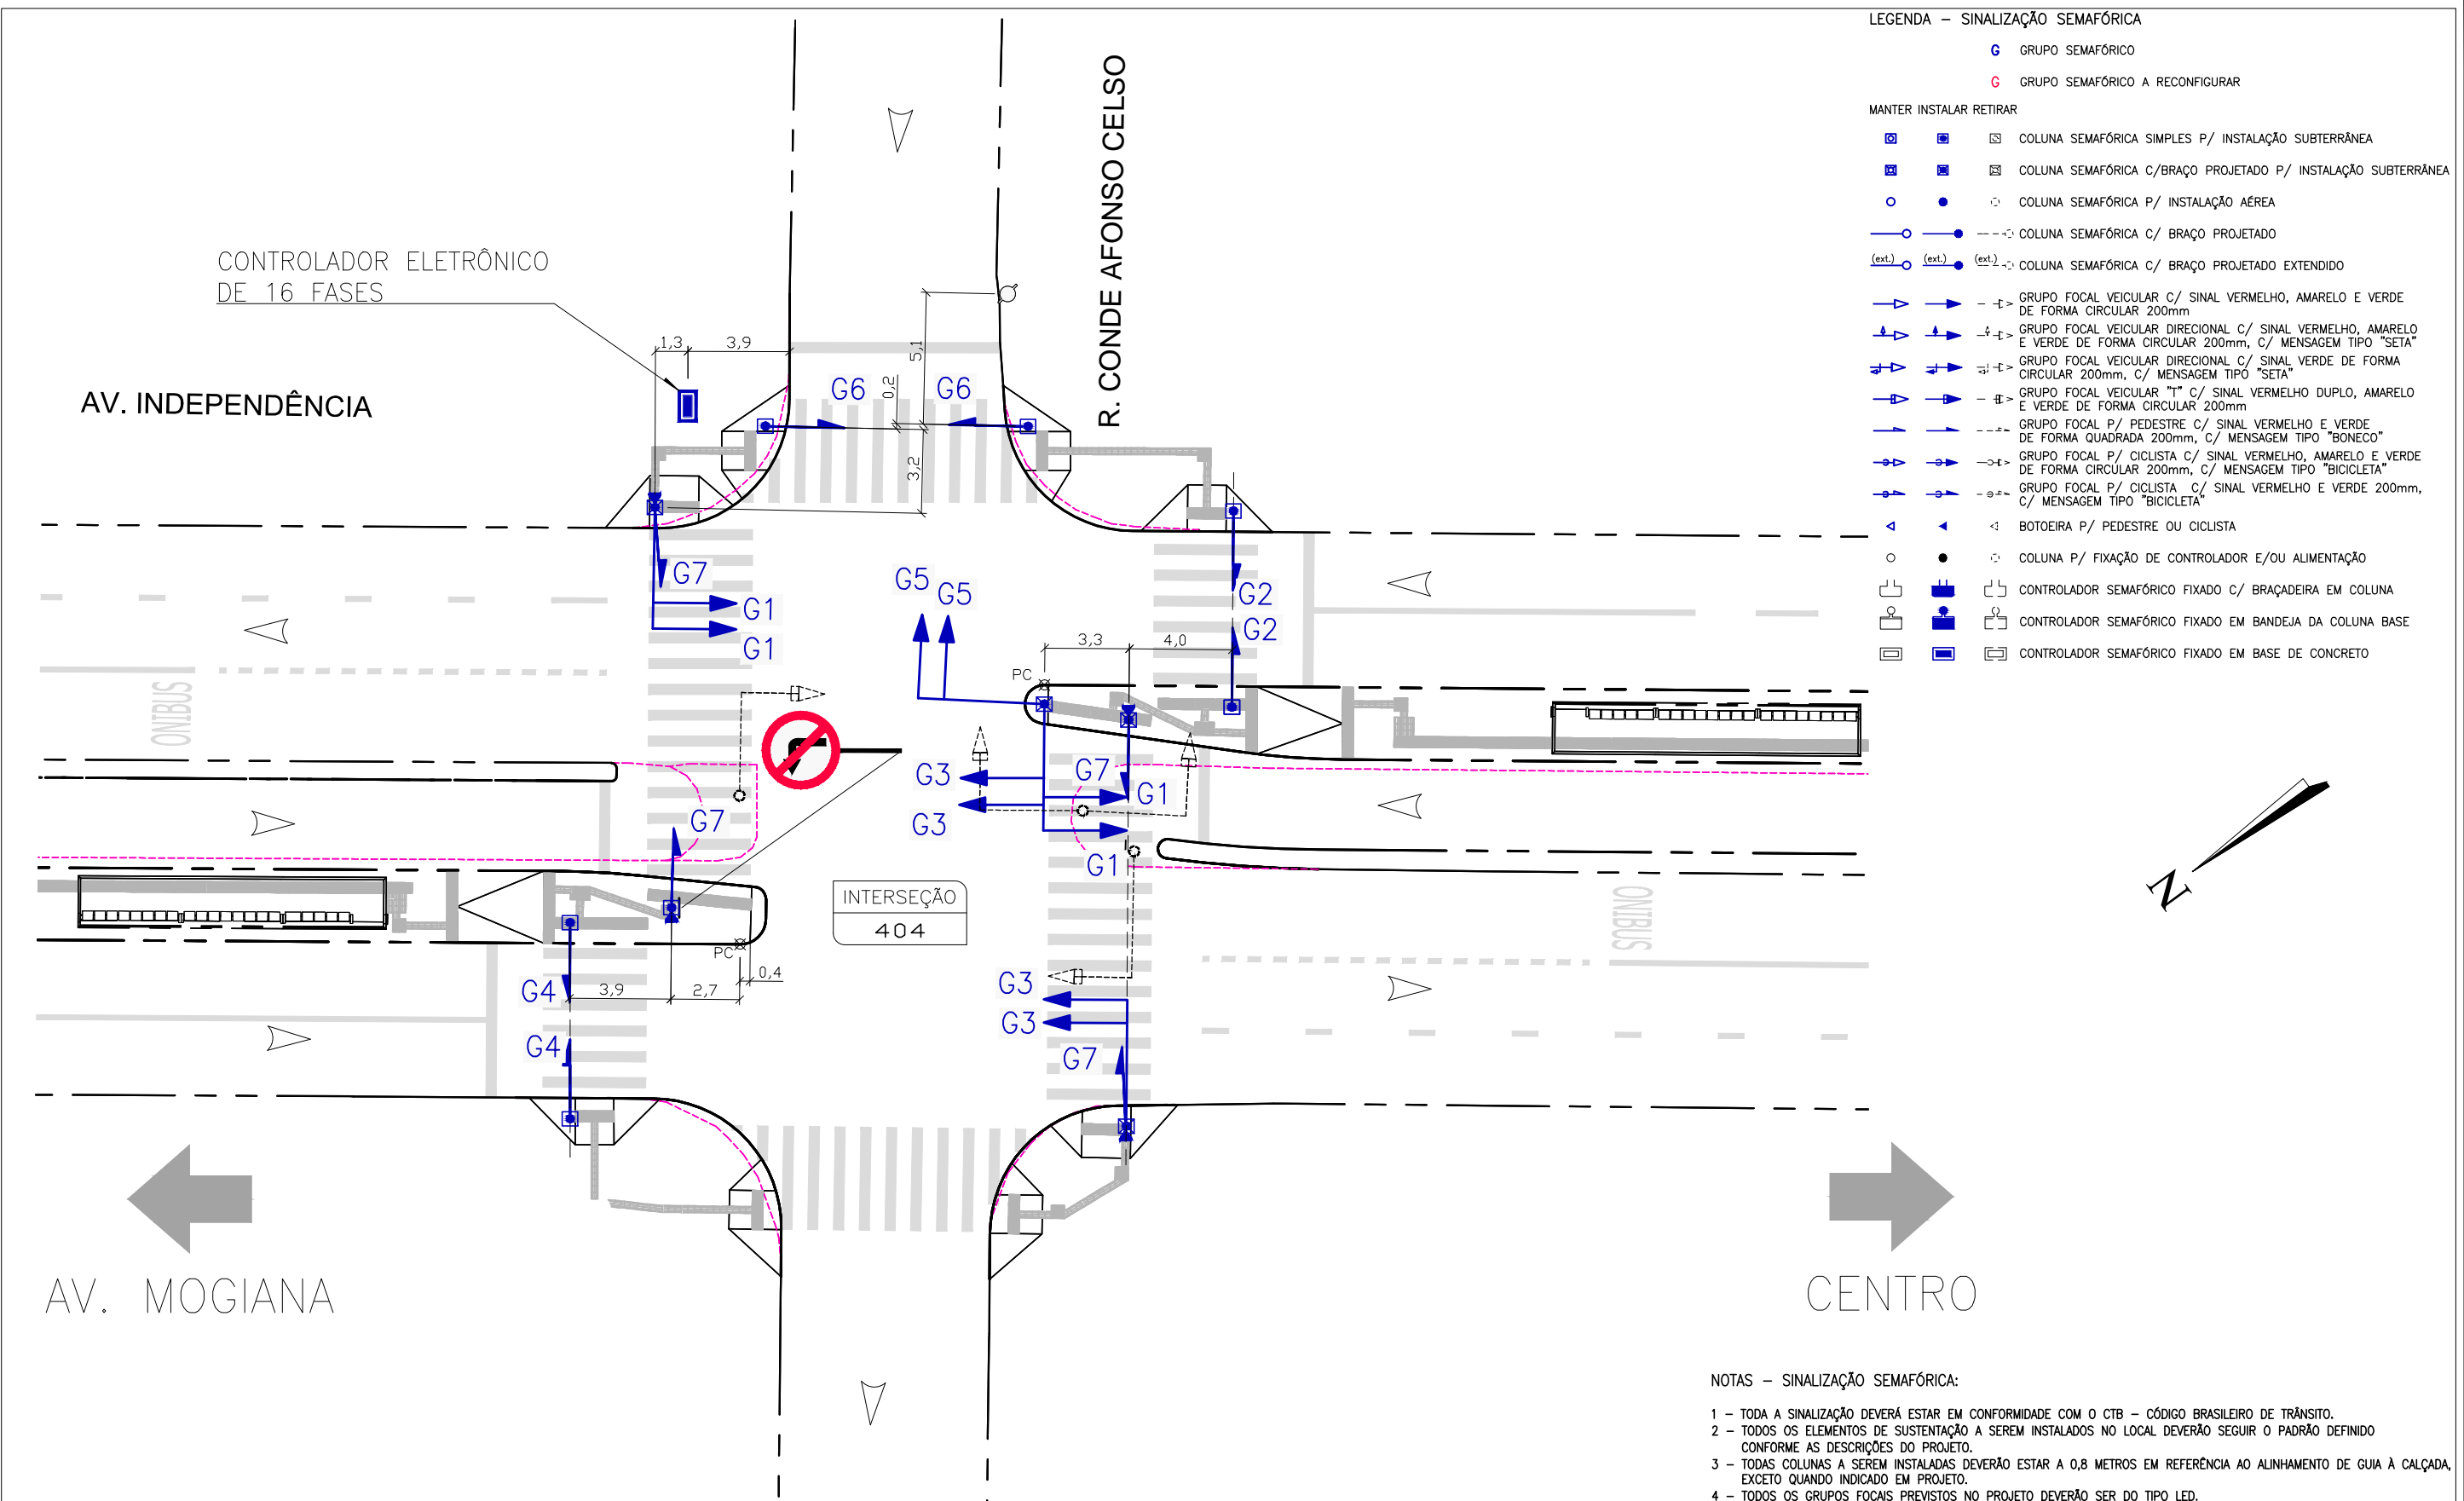 LEGENDA – SINALIZAÇÃO SEMAFÓRICA
G GRUPO SEMAFÓRICO
G GRUPO SEMAFÓRICO A RECONFIGURAR
MANTER INSTALAR RETIRAR
COLUNA SEMAFÓRICA SIMPLES P/ INSTALAÇÃO SUBTERRÂNEA
COLUNA SEMAFÓRICA C/BRAÇO PROJETADO P/ INSTALAÇÃO SUBTERRÂNEA
COLUNA SEMAFÓRICA P/ INSTALAÇÃO AÉREA
COLUNA SEMAFÓRICA C/ BRAÇO PROJETADO
(ext.) (ext.) (ext.) COLUNA SEMAFÓRICA C/ BRAÇO PROJETADO EXTENDIDO
GRUPO FOCAL VEICULAR C/ SINAL VERMELHO, AMARELO E VERDE
DE FORMA CIRCULAR 200mm
GRUPO FOCAL VEICULAR DIRECIONAL C/ SINAL VERMELHO, AMARELO
E VERDE DE FORMA CIRCULAR 200mm, C/ MENSAGEM TIPO "SETA"
GRUPO FOCAL VEICULAR DIRECIONAL C/ SINAL VERDE DE FORMA
CIRCULAR 200mm, C/ MENSAGEM TIPO "SETA"
GRUPO FOCAL VEICULAR "T" C/ SINAL VERMELHO DUPLO, AMARELO
E VERDE DE FORMA CIRCULAR 200mm
GRUPO FOCAL P/ PEDESTRE C/ SINAL VERMELHO E VERDE
DE FORMA QUADRADA 200mm, C/ MENSAGEM TIPO "BONECO"
GRUPO FOCAL P/ CICLISTA C/ SINAL VERMELHO, AMARELO E VERDE
DE FORMA CIRCULAR 200mm, C/ MENSAGEM TIPO "BICICLETA"
GRUPO FOCAL P/ CICLISTA C/ SINAL VERMELHO E VERDE 200mm,
C/ MENSAGEM TIPO "BICICLETA"
BOTOEIRA P/ PEDESTRE OU CICLISTA
COLUNA P/ FIXAÇÃO DE CONTROLADOR E/OU ALIMENTAÇÃO
CONTROLADOR SEMAFÓRICO FIXADO C/ BRAÇADEIRA EM COLUNA
CONTROLADOR SEMAFÓRICO FIXADO EM BANDEJA DA COLUNA BASE
CONTROLADOR SEMAFÓRICO FIXADO EM BASE DE CONCRETO
R. CONDE AFONSO CELSO
CONTROLADOR ELETRÔNICO
DE 16 FASES
AV. INDEPENDÊNCIA
1,3
3,9
5,1
0,2
3,2
G6
G6
G7
G1
G1
G5
G5
G2
G2
3,3
4,0
PC
ONIBUS
G3
G7
G1
G3
G1
G7
INTERSEÇÃO
404
ONIBUS
PC
0,4
3,9
2,7
G4
G4
G3
G3
G7
N
AV. MOGIANA
CENTRO
NOTAS – SINALIZAÇÃO SEMAFÓRICA:
1 – TODA A SINALIZAÇÃO DEVERÁ ESTAR EM CONFORMIDADE COM O CTB – CÓDIGO BRASILEIRO DE TRÂNSITO.
2 – TODOS OS ELEMENTOS DE SUSTENTAÇÃO A SEREM INSTALADOS NO LOCAL DEVERÃO SEGUIR O PADRÃO DEFINIDO
CONFORME AS DESCRIÇÕES DO PROJETO.
3 – TODAS COLUNAS A SEREM INSTALADAS DEVERÃO ESTAR A 0,8 METROS EM REFERÊNCIA AO ALINHAMENTO DE GUIA À CALÇADA,
EXCETO QUANDO INDICADO EM PROJETO.
4 – TODOS OS GRUPOS FOCAIS PREVISTOS NO PROJETO DEVERÃO SER DO TIPO LED.